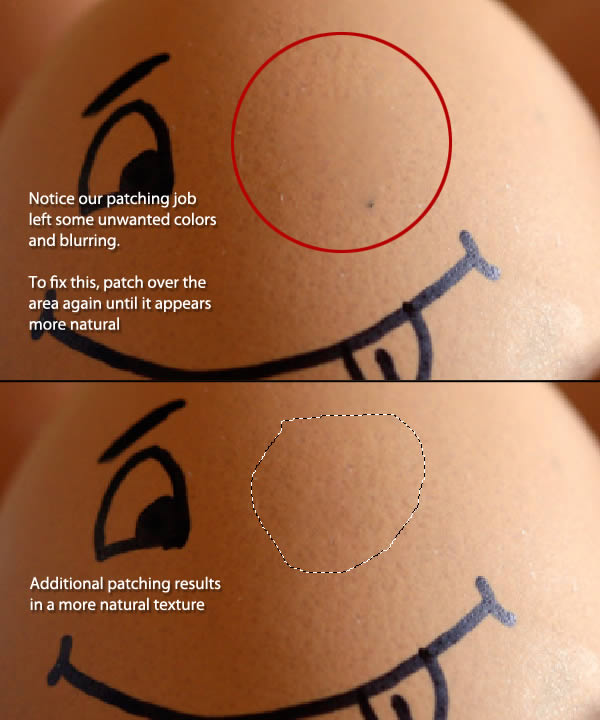 Notice our patching job
left some unwanted colors
and blurring.
To fix this, patch over the
area again until it appears
more natural
Additional patching results
in a more natural texture